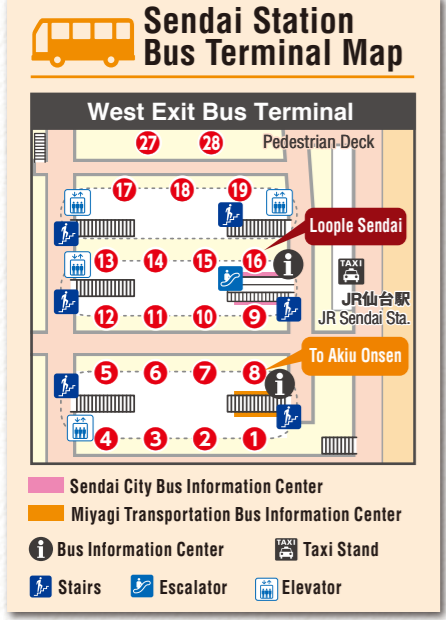 Sendai Station
Bus Terminal Map
West Exit Bus Terminal
27 28 Pedestrian Deck
17 18 19
Loople Sendai
13 14 15 16
TAXI
JR仙台駅
JR Sendai Sta.
12 11 10 9
To Akiu Onsen
5 6 7 8
4 3 2 1
Sendai City Bus Information Center
Miyagi Transportation Bus Information Center
i Bus Information Center TAXI Taxi Stand
Stairs Escalator Elevator